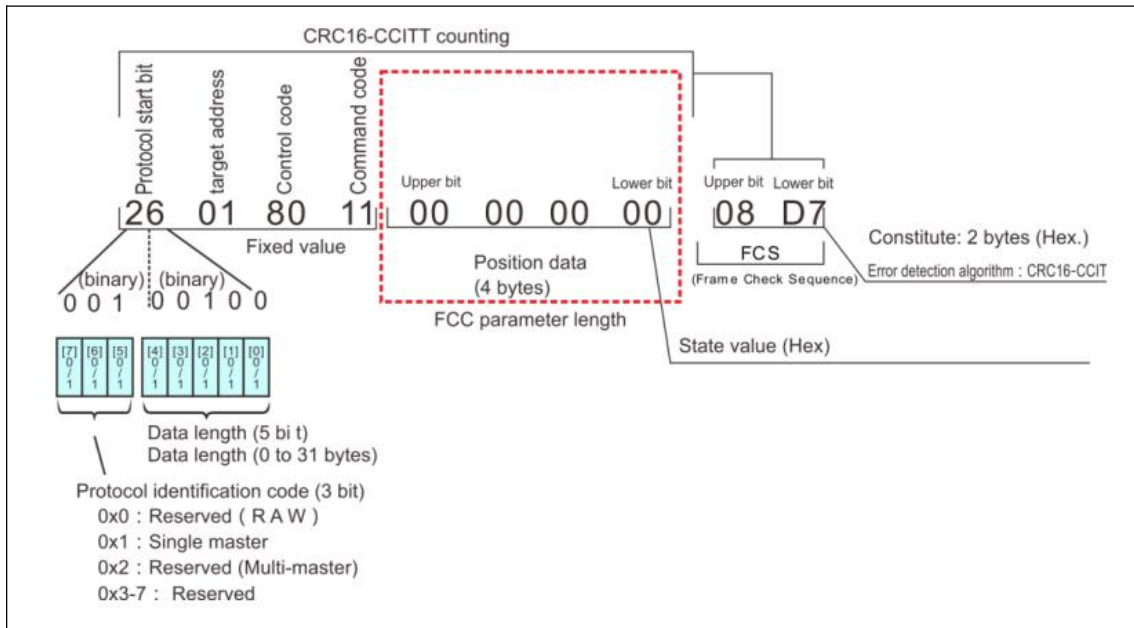 CRC16-CCITT counting
Protocol start bit
target address
Control code
Command code
Upper bit
Lower bit
Upper bit
Lower bit
26 01 80 11 00 00 00 00 08 D7
Fixed value
Position data
(4 bytes)
FCC parameter length
FCS
(Frame Check Sequence)
Constitute: 2 bytes (Hex.)
Error detection algorithm : CRC16-CCIT
State value (Hex)
(binary) (binary)
0 0 1 0 0 1 0 0
[7] [6] [5] [4] [3] [2] [1] [0]
0/1 0/1 0/1 0/1 0/1 0/1 0/1 0/1
Data length (5 bi t)
Data length (0 to 31 bytes)
Protocol identification code (3 bit)
0x0 : Reserved ( R A W )
0x1 : Single master
0x2 : Reserved (Multi-master)
0x3-7 : Reserved